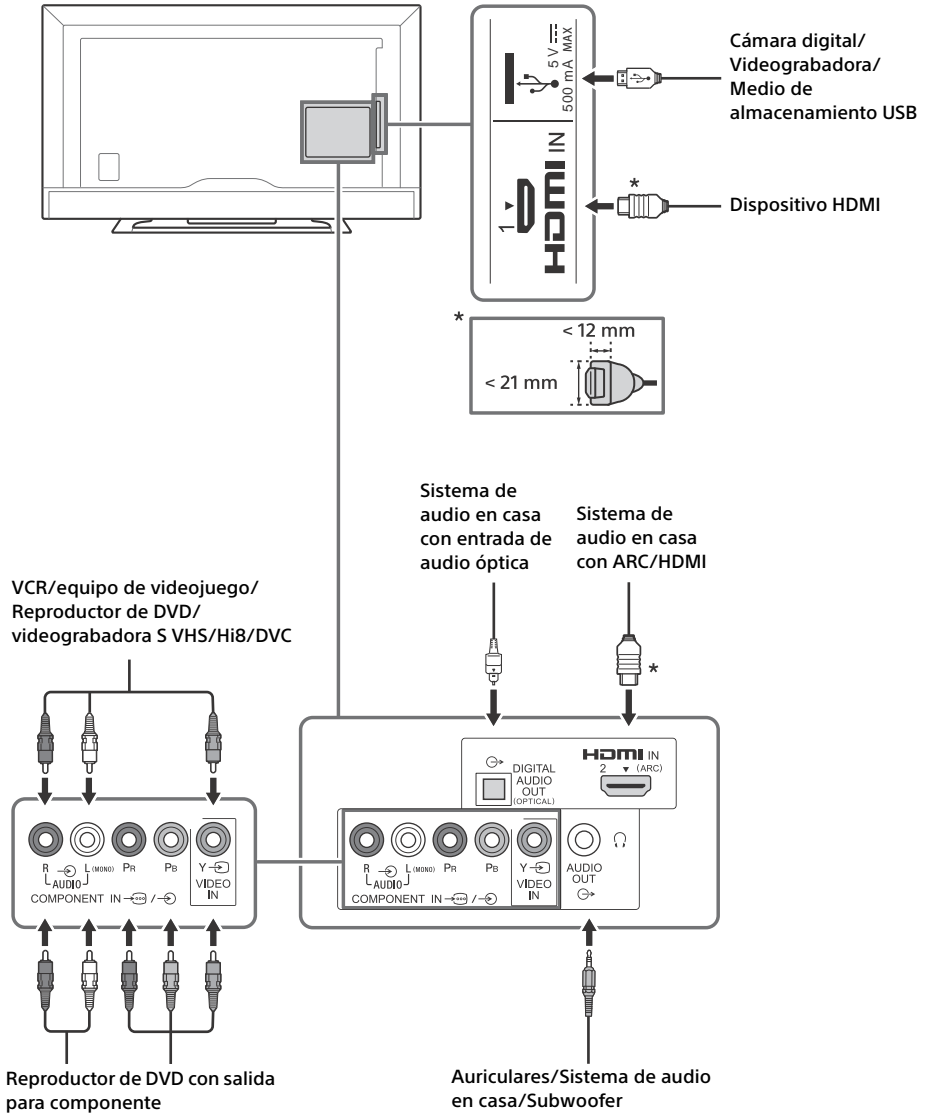 5 V
500 mA MAX
1
HDMI IN
Cámara digital/
Videograbadora/
Medio de
almacenamiento USB
*
Dispositivo HDMI
*
< 12 mm
< 21 mm
Sistema de
audio en casa
con entrada de
audio óptica
Sistema de
audio en casa
con ARC/HDMI
*
VCR/equipo de videojuego/
Reproductor de DVD/
videograbadora S VHS/Hi8/DVC
DIGITAL
AUDIO
OUT
(OPTICAL)
HDMI IN
2 (ARC)
R L (MONO) PR PB Y
AUDIO
VIDEO
IN
COMPONENT IN /
R L (MONO) PR PB Y
AUDIO
VIDEO
IN
COMPONENT IN /
AUDIO
OUT
Reproductor de DVD con salida
para componente
Auriculares/Sistema de audio
en casa/Subwoofer